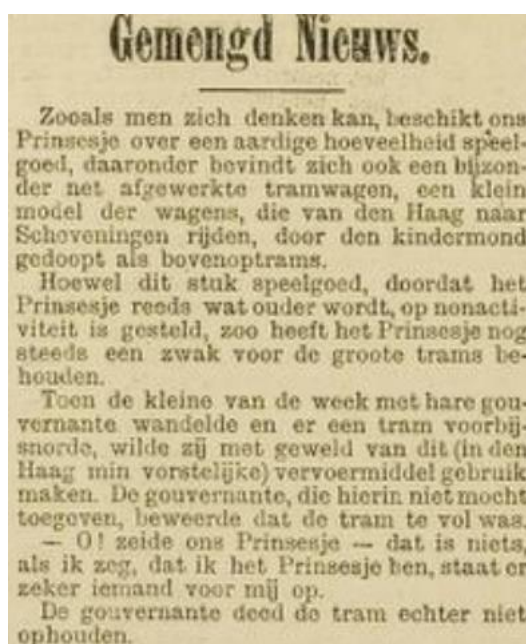 Gemengd Nieuws.
Zooals men zich denken kan, beschikt ons
Prinsesje over een aardige hoeveelheid speel-
goed, daaronder bevindt zich ook een bijzon-
der net afgewerkte tramwagen, een klein
model der wagens, die van den Haag naar
Scheveningen rijden, door den kindermond
gedoopt als bovenoptrams.
Hoewel dit stuk speelgoed, doordat het
Prinsesje reeds wat ouder wordt, op nonacti-
viteit is gesteld, zoo heeft het Prinsesje nog
steeds een zwak voor de groote trams be-
houden.
Toen de kleine van de week met hare gou-
vernante wandelde en er een tram voorbij-
snorde, wilde zij met geweld van dit (in den
Haag min vorstelijke) vervoermiddel gebruik
maken. De gouvernante, die hierin niet mocht
toegeven, beweerde dat de tram te vol was.
— O! zeide ons Prinsesje — dat is niets,
als ik zeg, dat ik het Prinsesje ben, staat er
zeker iemand voor mij op.
De gouvernante deed de tram echter niet
ophouden.